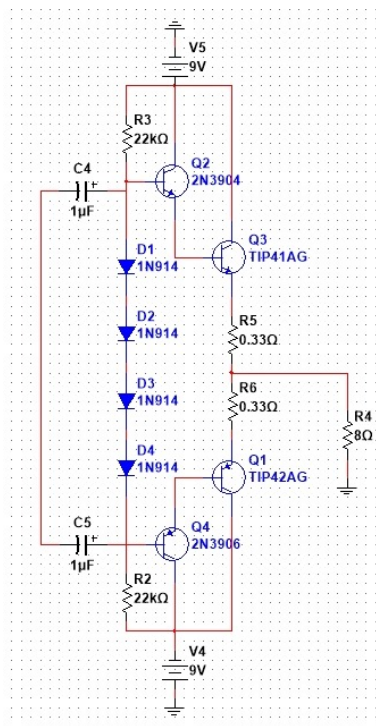 V5
9V
R3
22kΩ
C4
+
1µF
Q2
2N3904
D1
1N914
Q3
TIP41AG
D2
1N914
R5
0.33Ω
D3
1N914
R6
0.33Ω
R4
8Ω
D4
1N914
Q1
TIP42AG
C5
+
1µF
Q4
2N3906
R2
22kΩ
V4
9V